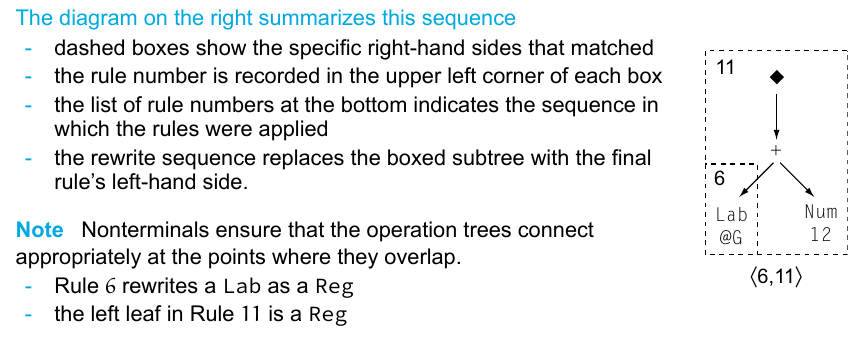 The diagram on the right summarizes this sequence
- dashed boxes show the specific right-hand sides that matched
- the rule number is recorded in the upper left corner of each box
- the list of rule numbers at the bottom indicates the sequence in
which the rules were applied
- the rewrite sequence replaces the boxed subtree with the final
rule’s left-hand side.
Note Nonterminals ensure that the operation trees connect
appropriately at the points where they overlap.
- Rule 6 rewrites a Lab as a Reg
- the left leaf in Rule 11 is a Reg
11
+
6
Lab
@G
Num
12
⟨6,11⟩